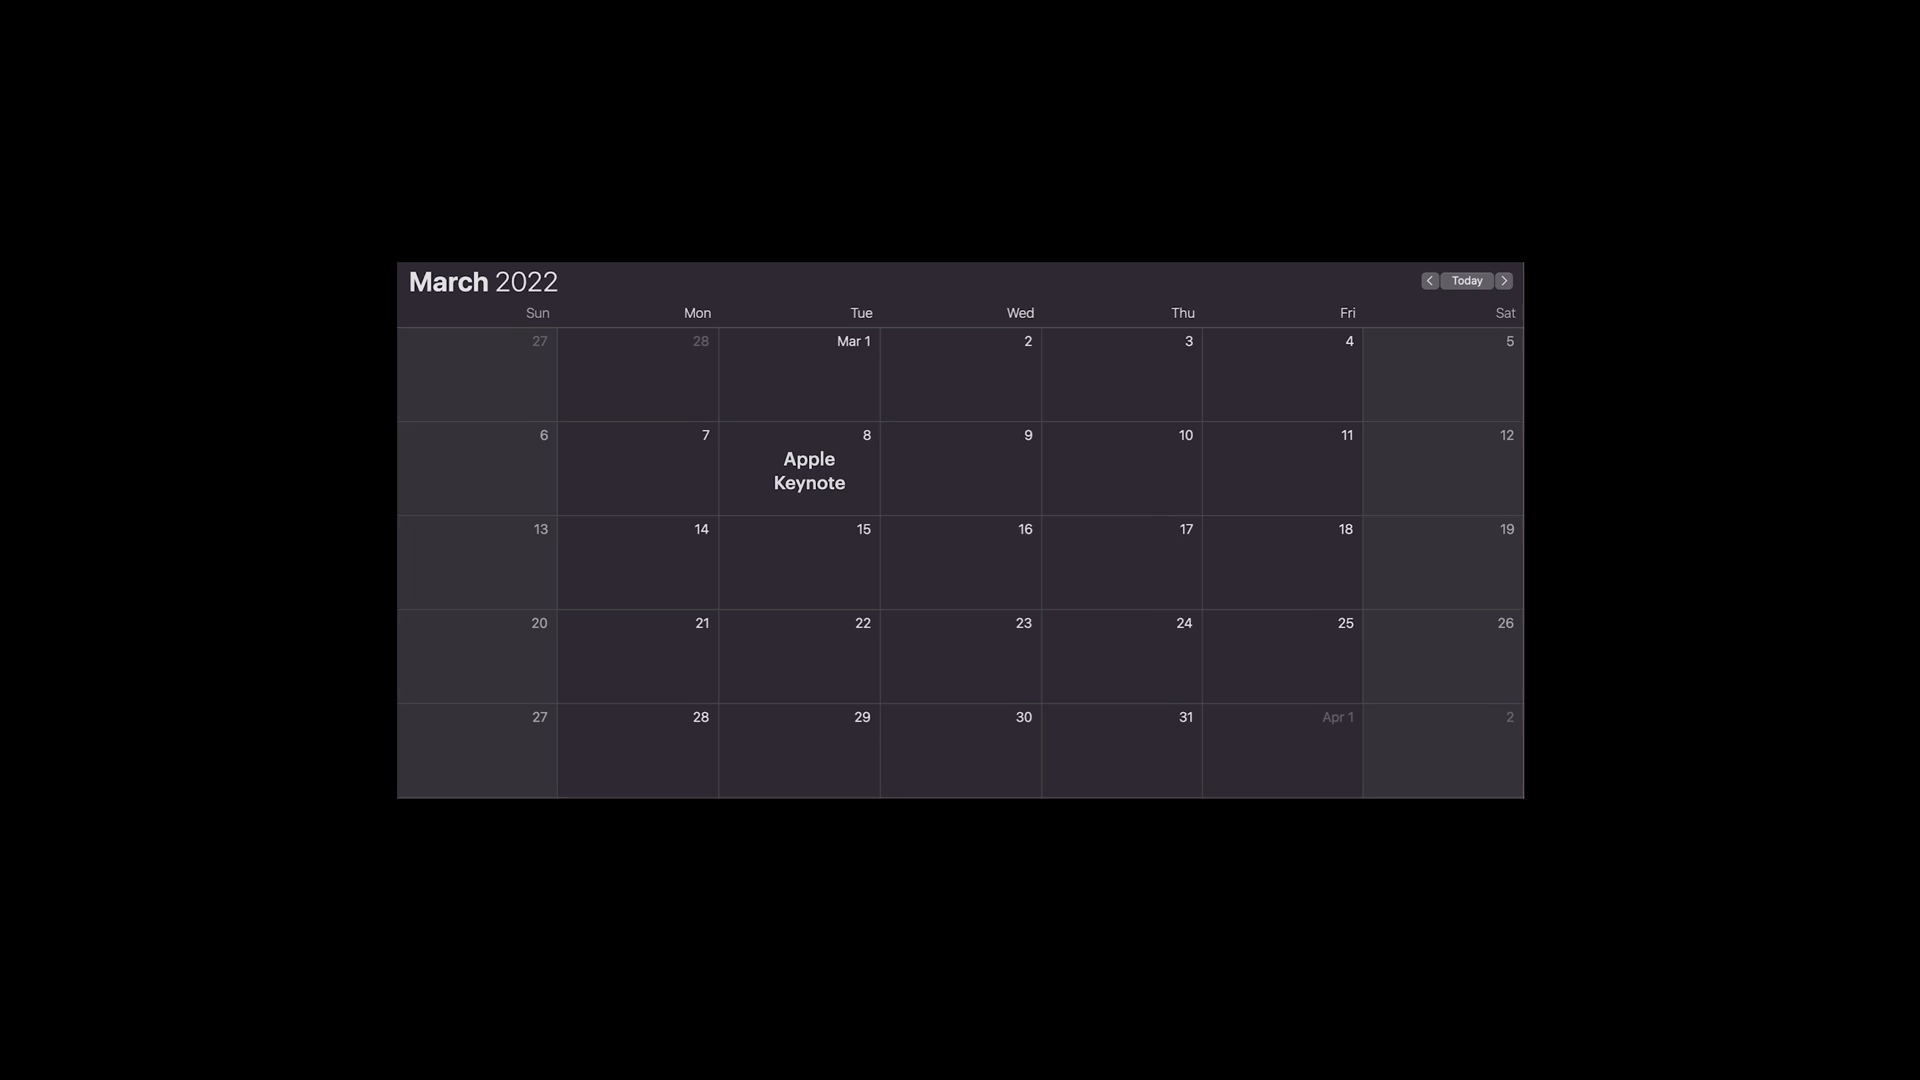 March 2022
< Today >
Sun Mon Tue Wed Thu Fri Sat
27 28 Mar 1 2 3 4 5
6 7 8 9 10 11 12
Apple
Keynote
13 14 15 16 17 18 19
20 21 22 23 24 25 26
27 28 29 30 31 Apr 1 2